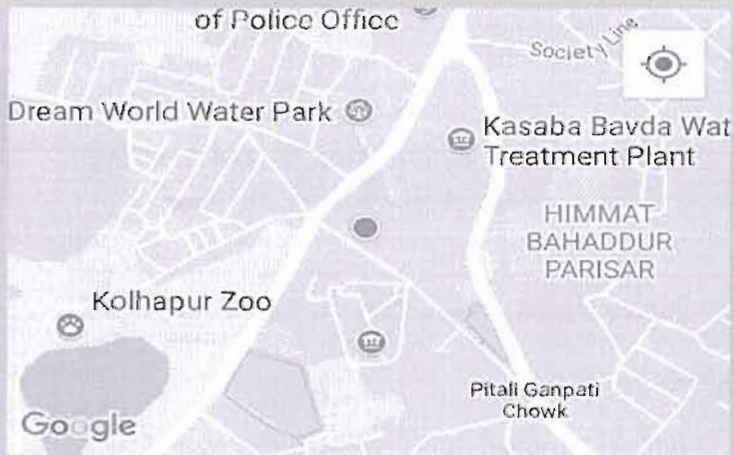 of Police Office
Society Line
Dream World Water Park
Kasaba Bavda Wat
Treatment Plant
HIMMAT
BAHADDUR
PARISAR
Kolhapur Zoo
Pitali Ganpati
Chowk
Google